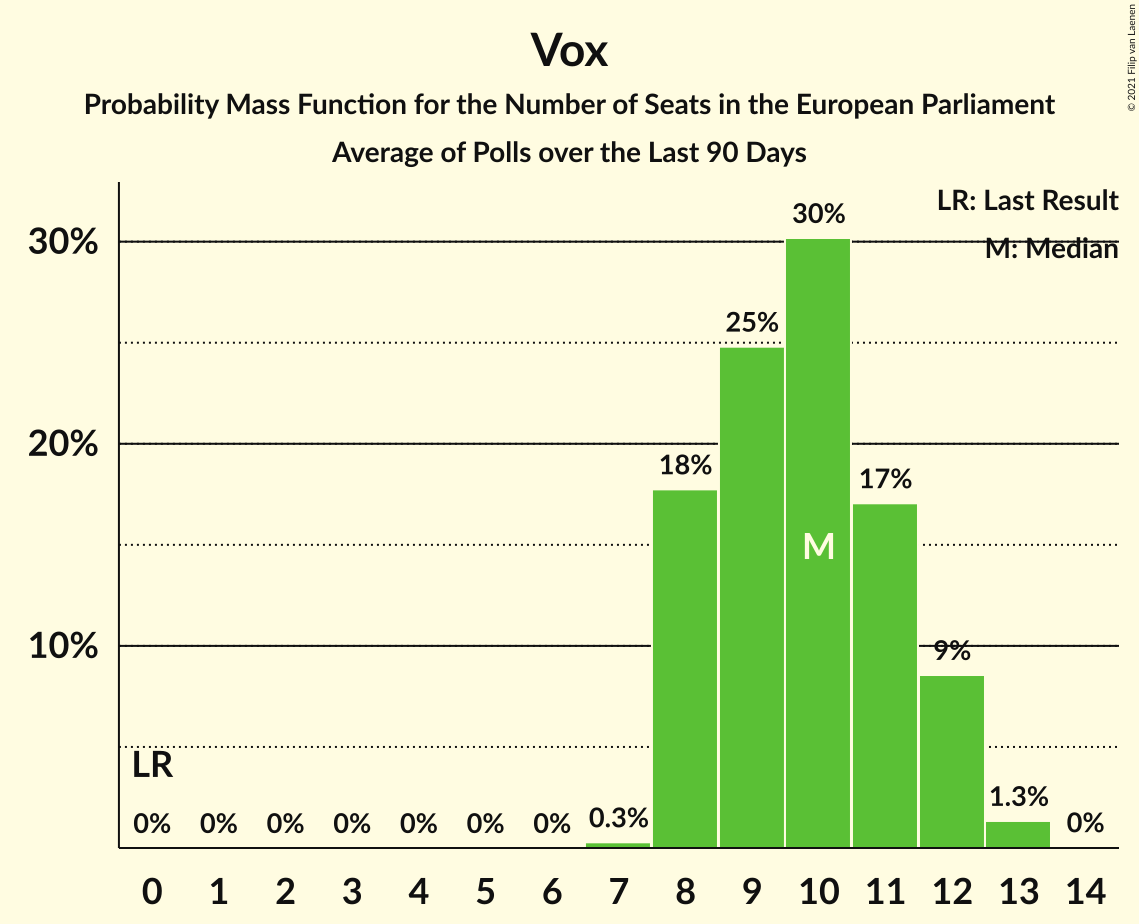 © 2021 Filip van Laenen
Vox
Probability Mass Function for the Number of Seats in the European Parliament
Average of Polls over the Last 90 Days
LR: Last Result
M: Median
30%
20%
10%
30%
25%
18%
17%
M
9%
LR
0% 0% 0% 0% 0% 0% 0% 0.3% 1.3% 0%
0 1 2 3 4 5 6 7 8 9 10 11 12 13 14